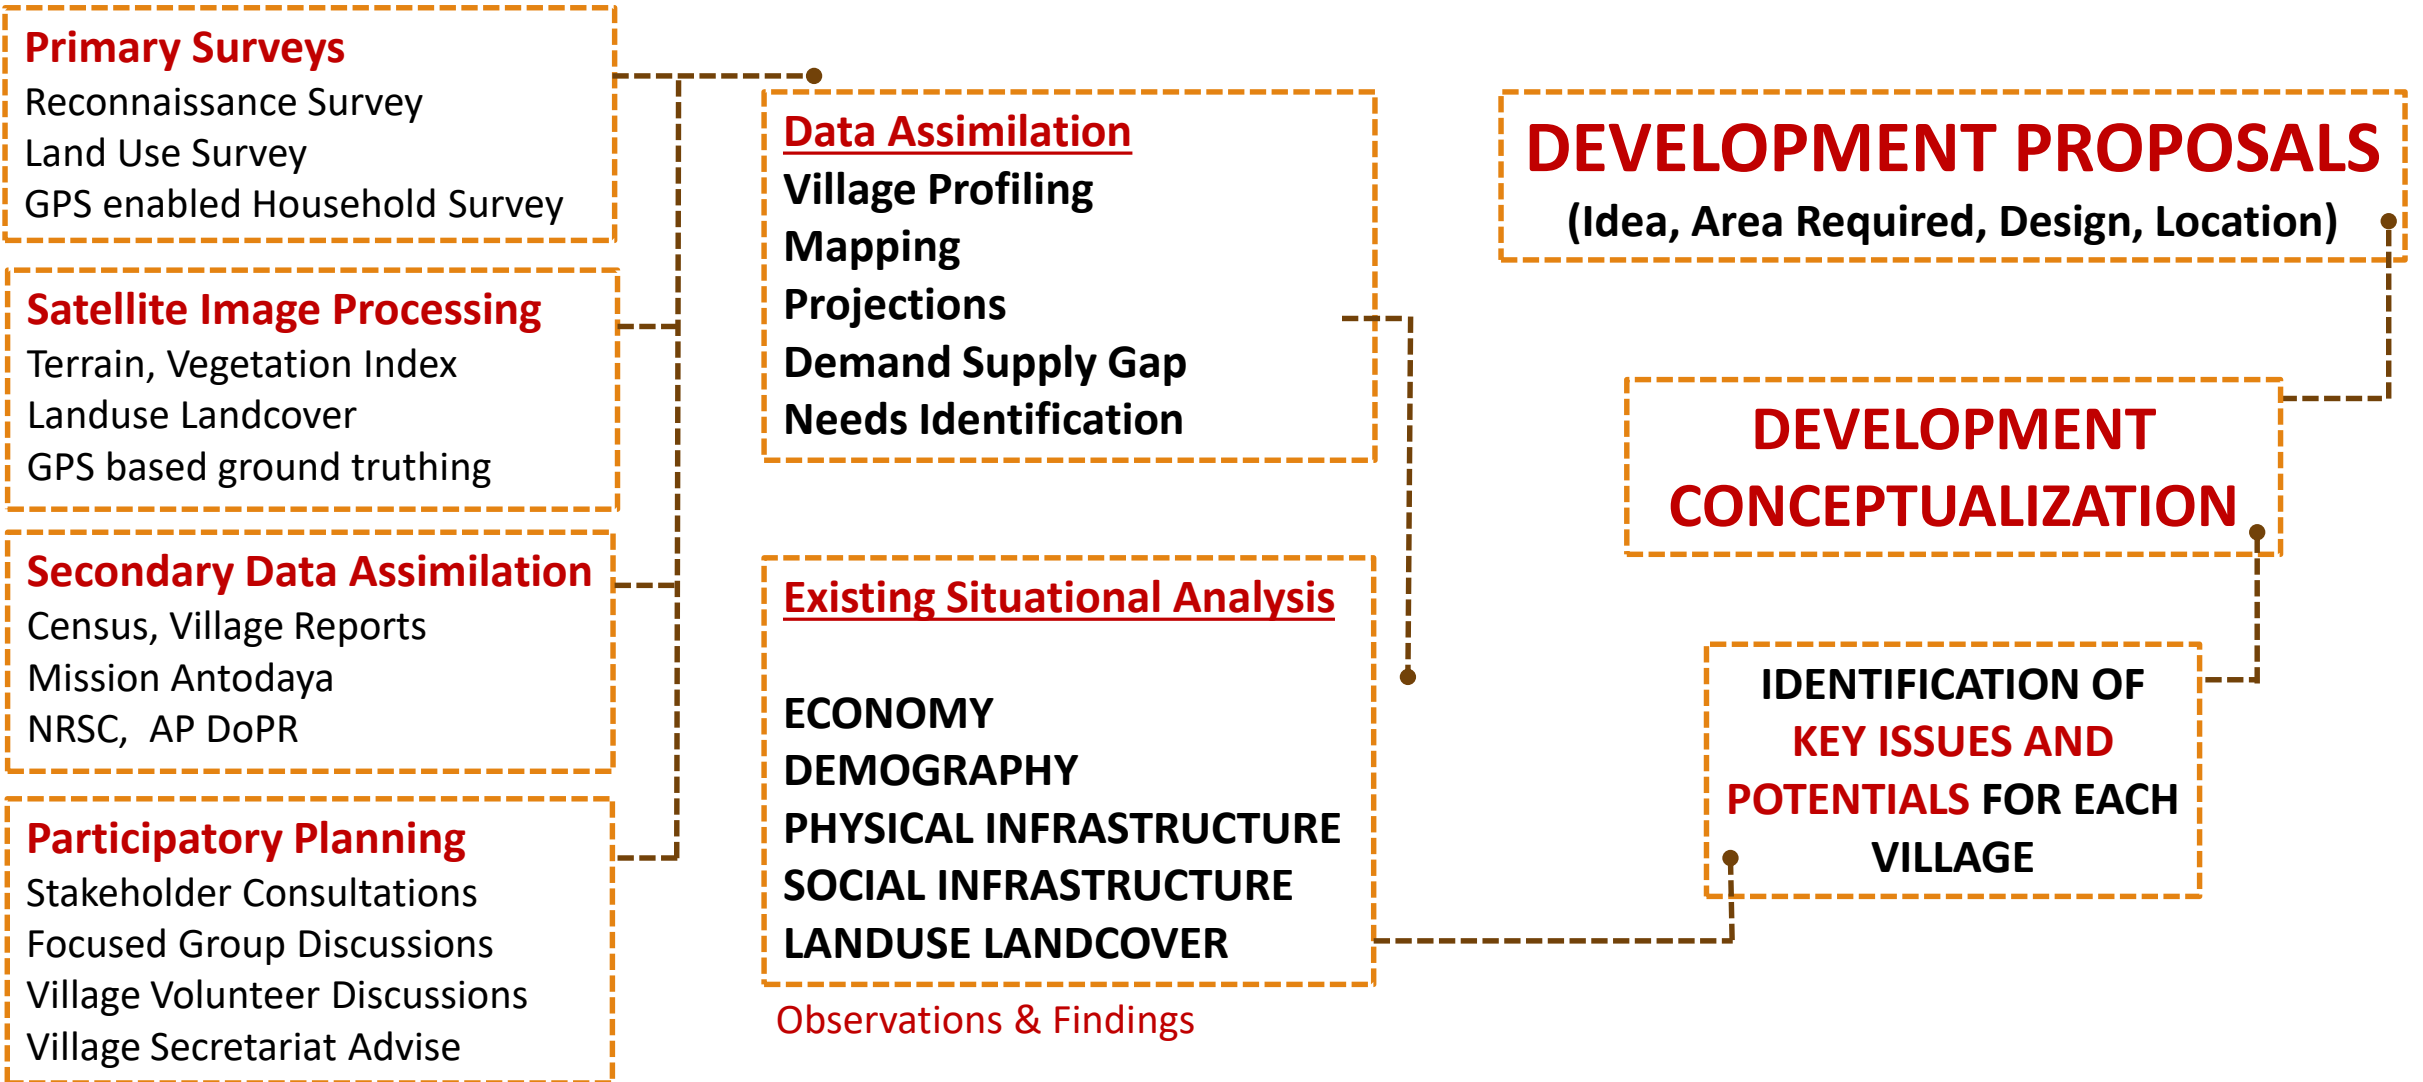 Primary Surveys
Reconnaissance Survey
Land Use Survey
GPS enabled Household Survey
Satellite Image Processing
Terrain, Vegetation Index
Landuse Landcover
GPS based ground truthing
Secondary Data Assimilation
Census, Village Reports
Mission Antodaya
NRSC, AP DoPR
Participatory Planning
Stakeholder Consultations
Focused Group Discussions
Village Volunteer Discussions
Village Secretariat Advise
Data Assimilation
Village Profiling
Mapping
Projections
Demand Supply Gap
Needs Identification
Existing Situational Analysis
ECONOMY
DEMOGRAPHY
PHYSICAL INFRASTRUCTURE
SOCIAL INFRASTRUCTURE
LANDUSE LANDCOVER
Observations & Findings
DEVELOPMENT PROPOSALS
(Idea, Area Required, Design, Location)
DEVELOPMENT
CONCEPTUALIZATION
IDENTIFICATION OF
KEY ISSUES AND
POTENTIALS FOR EACH
VILLAGE